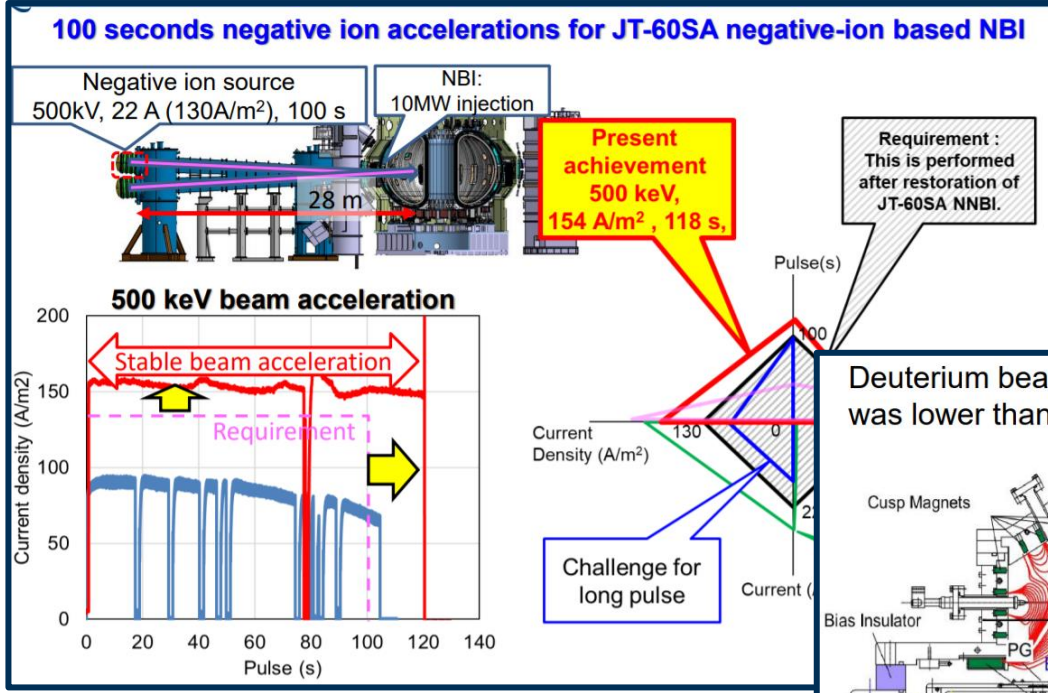 100 seconds negative ion accelerations for JT-60SA negative-ion based NBI
Negative ion source
500kV, 22 A (130A/m²), 100 s
NBI:
10MW injection
28 m
Present
achievement
500 keV,
154 A/m² , 118 s,
Requirement :
This is performed
after restoration of
JT-60SA NNBI.
500 keV beam acceleration
200
150
100
50
0
Current density (A/m2)
Stable beam acceleration
Requirement
0 20 40 60 80 100 120 140
Pulse (s)
Pulse(s)
100
130
0
Current
Density (A/m²)
22
Current (
Challenge for
long pulse
Deuterium bea
was lower than
Cusp Magnets
Bias Insulator
PG